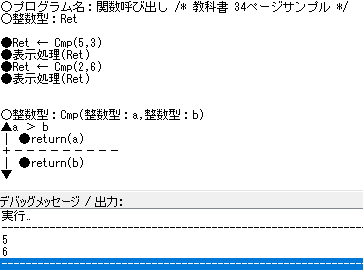 ○プログラム名：関数呼び出し /* 教科書 34ページサンプル */
○整数型：Ret
●Ret ← Cmp(5,3)
●表示処理(Ret)
●Ret ← Cmp(2,6)
●表示処理(Ret)
○整数型：Cmp(整数型：a,整数型：b)
▲a ＞ b
｜ ●return(a)
＋－－－－－－－－－－
｜ ●return(b)
▼
デバッグメッセージ / 出力:
実行..
5
6